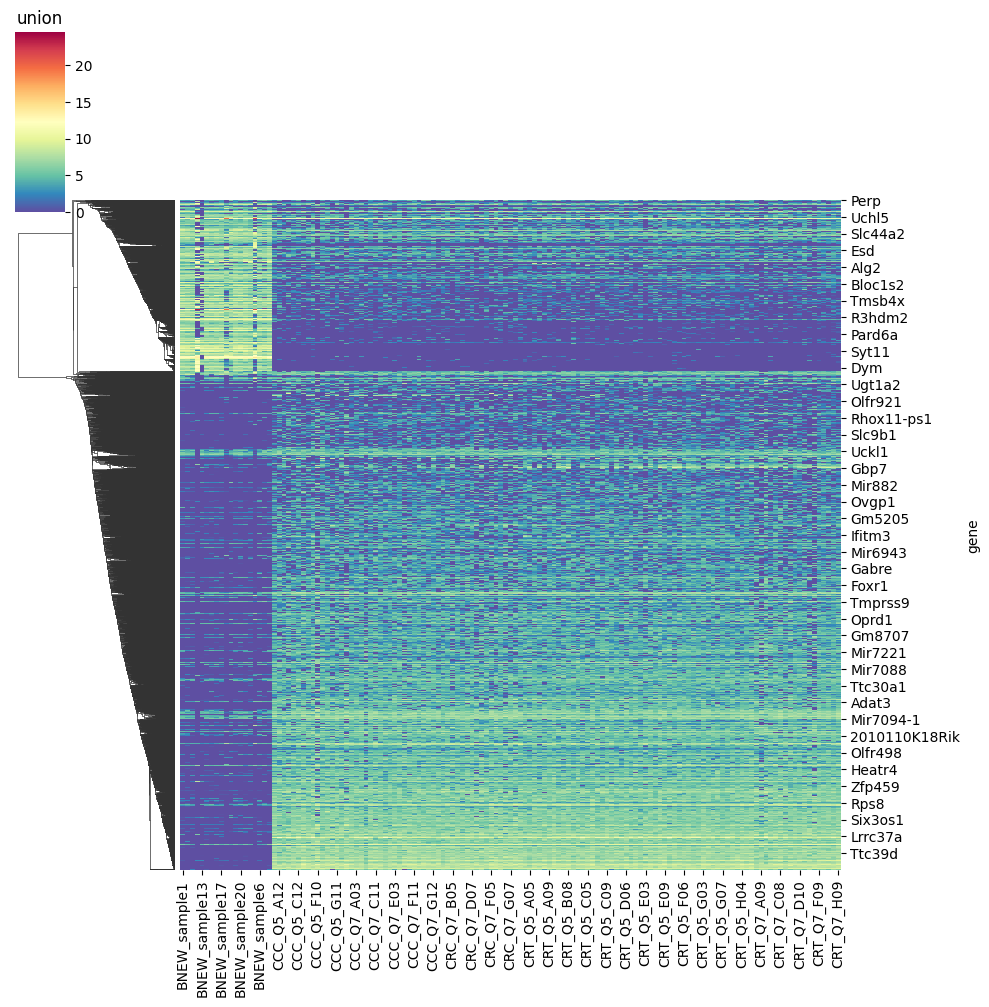 union
20
15
10
5
0
Perp
Uchl5
Slc44a2
Esd
Alg2
Bloc1s2
Tmsb4x
R3hdm2
Pard6a
Syt11
Dym
Ugt1a2
Olfr921
Rhox11-ps1
Slc9b1
Uckl1
Gbp7
Mir882
Ovgp1
Gm5205
Ifitm3
Mir6943
Gabre
Foxr1
Tmprss9
Oprd1
Gm8707
Mir7221
Mir7088
Ttc30a1
Adat3
Mir7094-1
2010110K18Rik
Olfr498
Heatr4
Zfp459
Rps8
Six3os1
Lrrc37a
Ttc39d
gene
BNEW_sample1
BNEW_sample13
BNEW_sample17
BNEW_sample20
BNEW_sample6
CCC_Q5_A12
CCC_Q5_C12
CCC_Q5_F10
CCC_Q5_G11
CCC_Q7_A03
CCC_Q7_C11
CCC_Q7_E03
CCC_Q7_F11
CCC_Q7_G12
CRC_Q7_B05
CRC_Q7_D07
CRC_Q7_F05
CRC_Q7_G07
CRT_Q5_A05
CRT_Q5_A09
CRT_Q5_B08
CRT_Q5_C05
CRT_Q5_C09
CRT_Q5_D06
CRT_Q5_E03
CRT_Q5_E09
CRT_Q5_F06
CRT_Q5_G03
CRT_Q5_G07
CRT_Q5_H04
CRT_Q7_A09
CRT_Q7_C08
CRT_Q7_D10
CRT_Q7_F09
CRT_Q7_H09